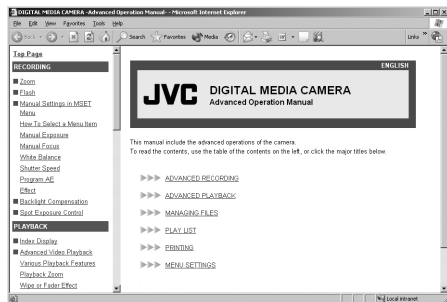 DIGITAL MEDIA CAMERA -Advanced Operation Manual- - Microsoft Internet Explorer
File Edit View Favorites Tools Help
Back Search Favorites Media Links »
Top Page
RECORDING
Zoom
Flash
Manual Settings in MSET
Menu
How To Select a Menu Item
Manual Exposure
Manual Focus
White Balance
Shutter Speed
Program AE
Effect
Backlight Compensation
Spot Exposure Control
PLAYBACK
Index Display
Advanced Video Playback
Various Playback Features
Playback Zoom
Wipe or Fader Effect
ENGLISH
JVC
DIGITAL MEDIA CAMERA
Advanced Operation Manual
This manual include the advanced operations of the camera.
To read the contents, use the table of the contents on the left, or click the major titles below.
ADVANCED RECORDING
ADVANCED PLAYBACK
MANAGING FILES
PLAY LIST
PRINTING
MENU SETTINGS
Local intranet